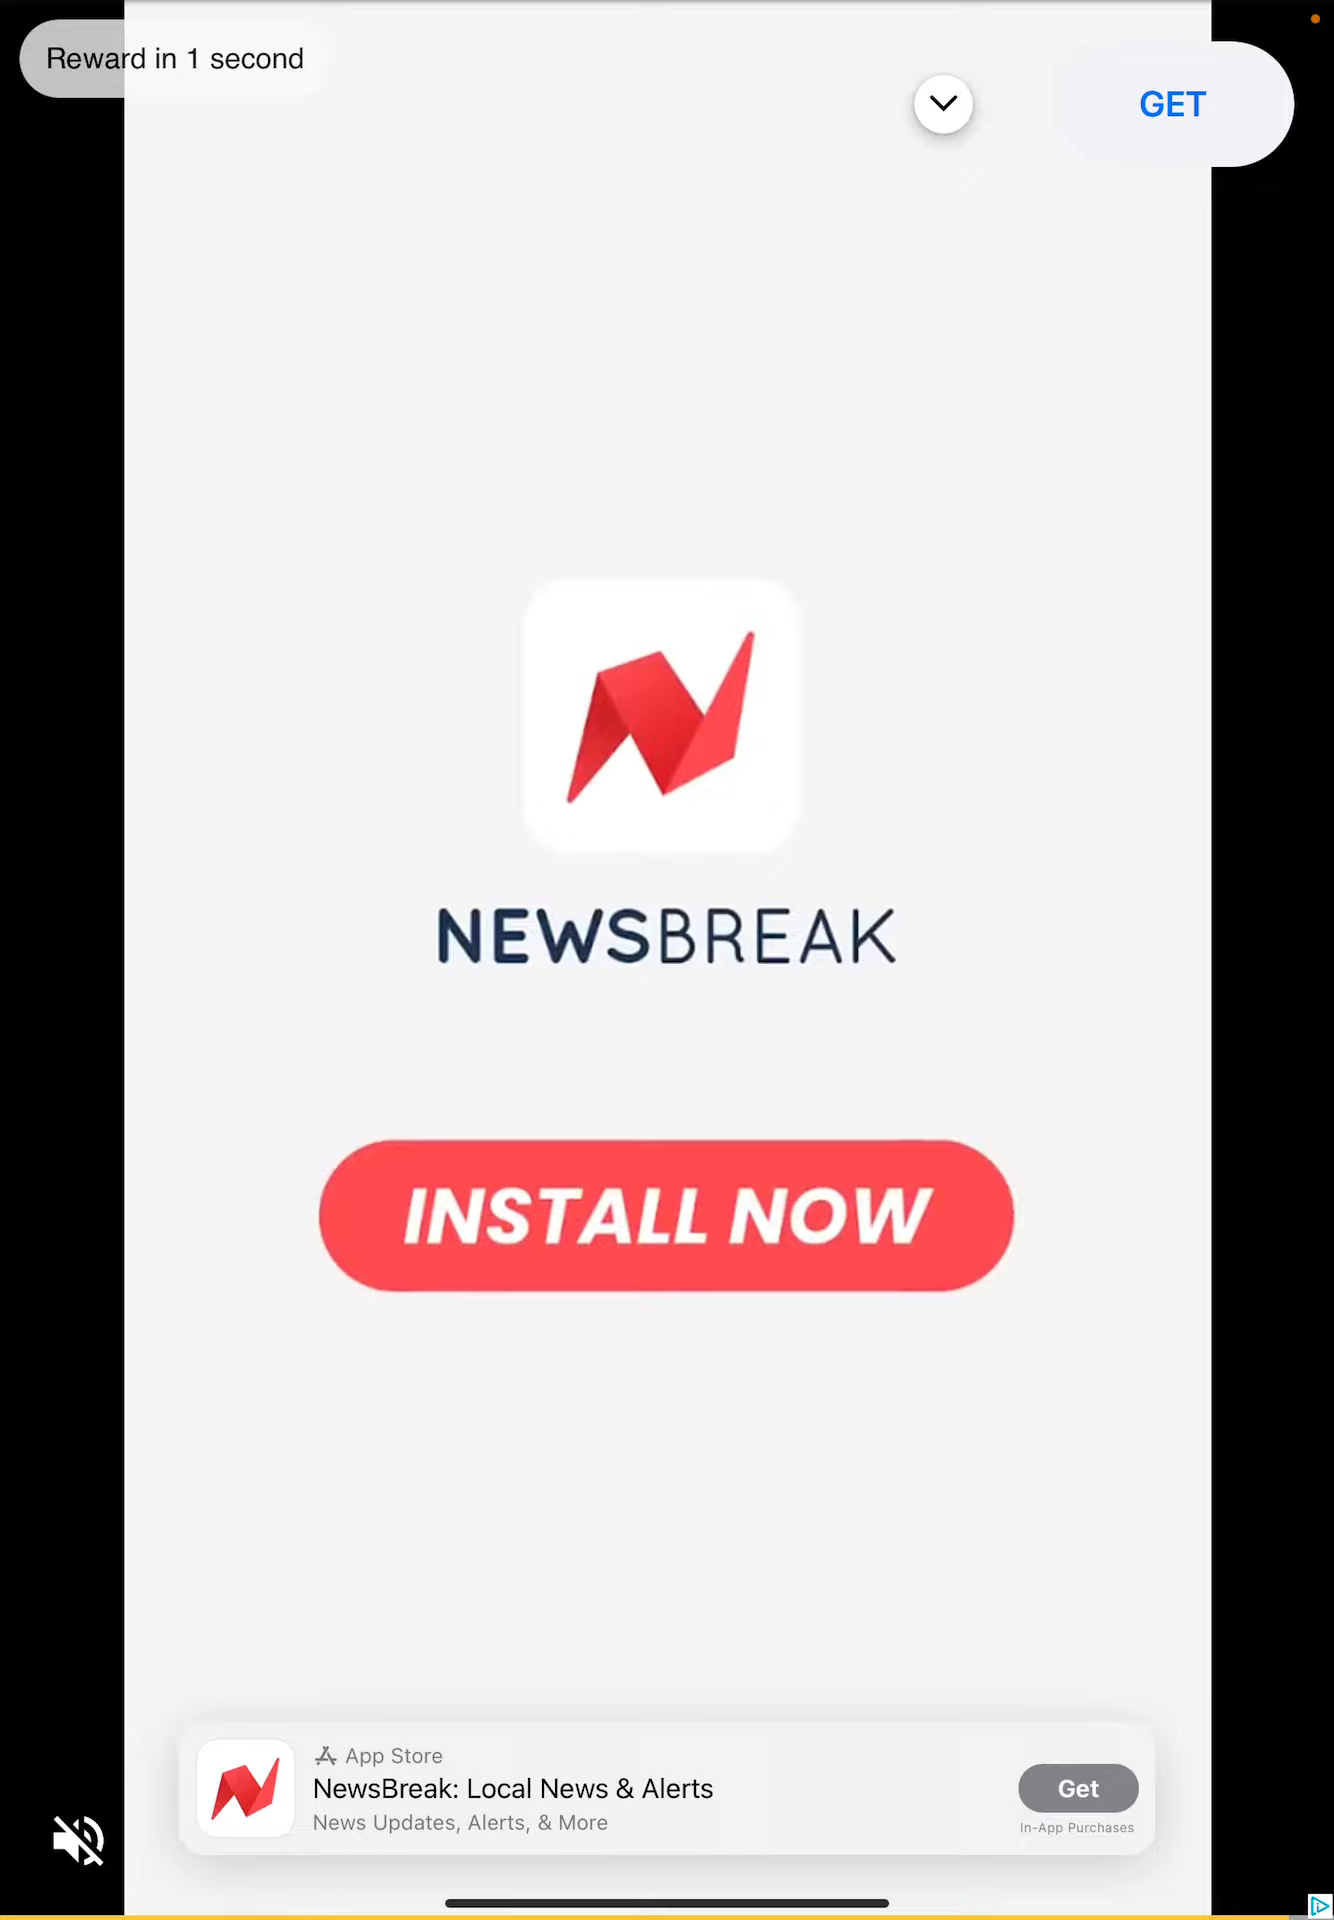 Reward in 1 second
GET
NEWSBREAK
INSTALL NOW
App Store
NewsBreak: Local News & Alerts
News Updates, Alerts, & More
Get
In-App Purchases